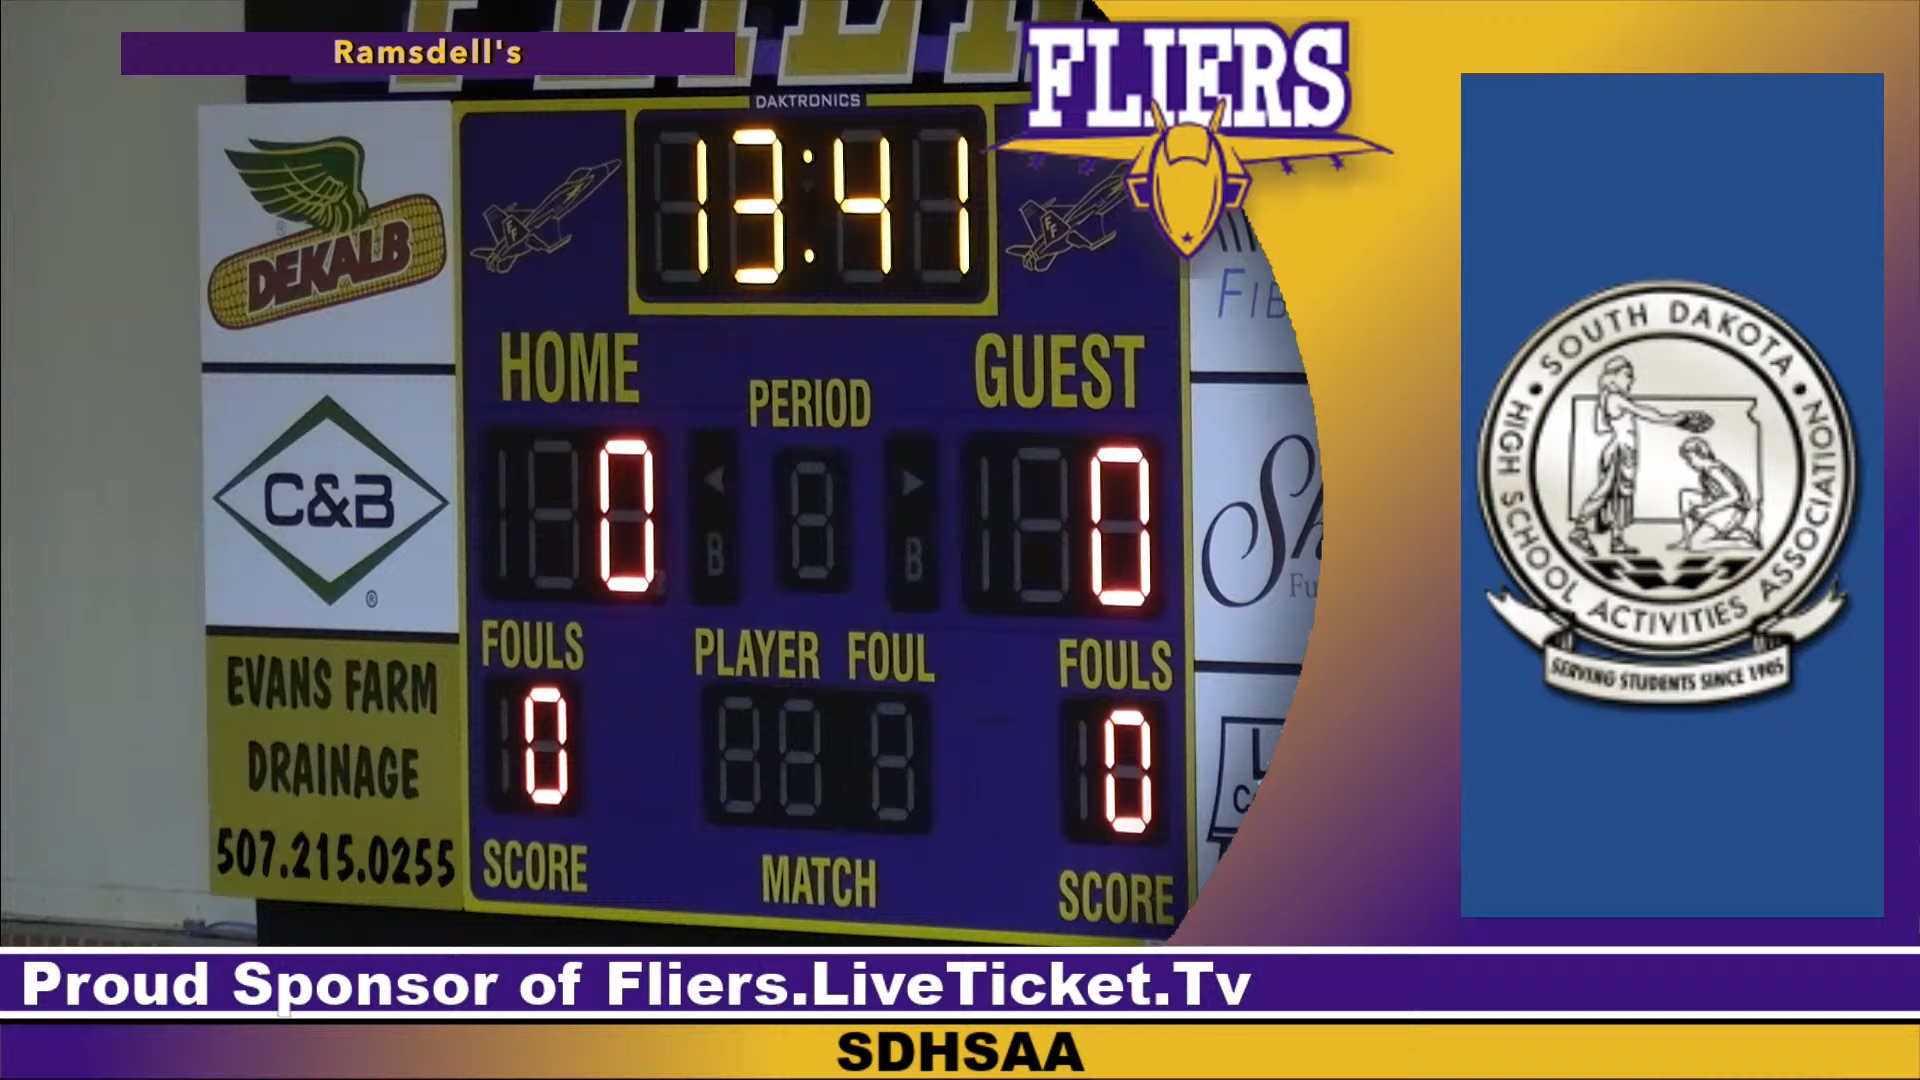 Ramsdell's
FLIERS
DAKTRONICS
13:41
DEKALB
HOME
PERIOD
GUEST
0
0
B
B
C&B
®
FOULS
PLAYER FOUL
FOULS
0
0
SCORE
MATCH
SCORE
EVANS FARM
DRAINAGE
507.215.0255
SOUTH DAKOTA
HIGH SCHOOL ACTIVITIES ASSOCIATION
SERVING STUDENTS SINCE 1905
Proud Sponsor of Fliers.LiveTicket.Tv
SDHSAA